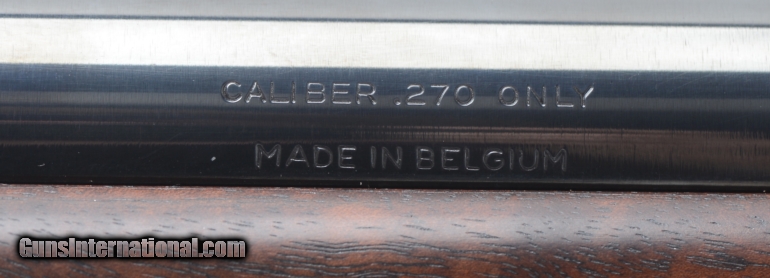 CALIBER .270 ONLY
MADE IN BELGIUM
GunsInternational.com